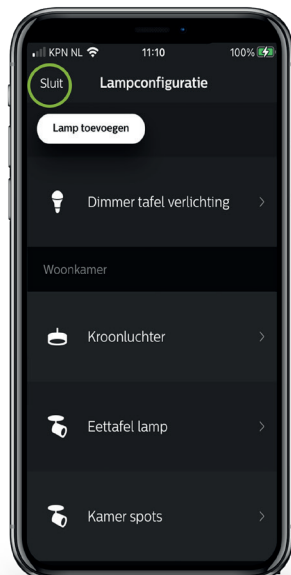 KPN NL 11:10 100%
Sluit Lampconfiguratie
Lamp toevoegen
Dimmer tafel verlichting
Woonkamer
Kroonluchter
Eettafel lamp
Kamer spots